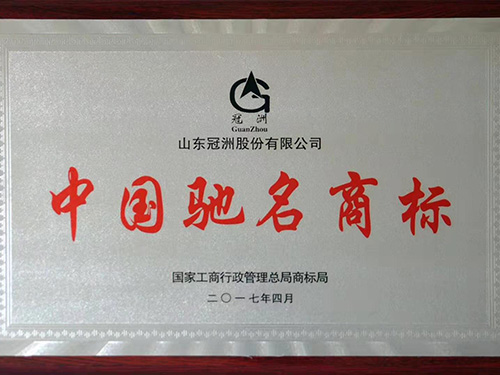 冠洲
GuanZhou
山东冠洲股份有限公司
中国驰名商标
国家工商行政管理总局商标局
二〇一七年四月